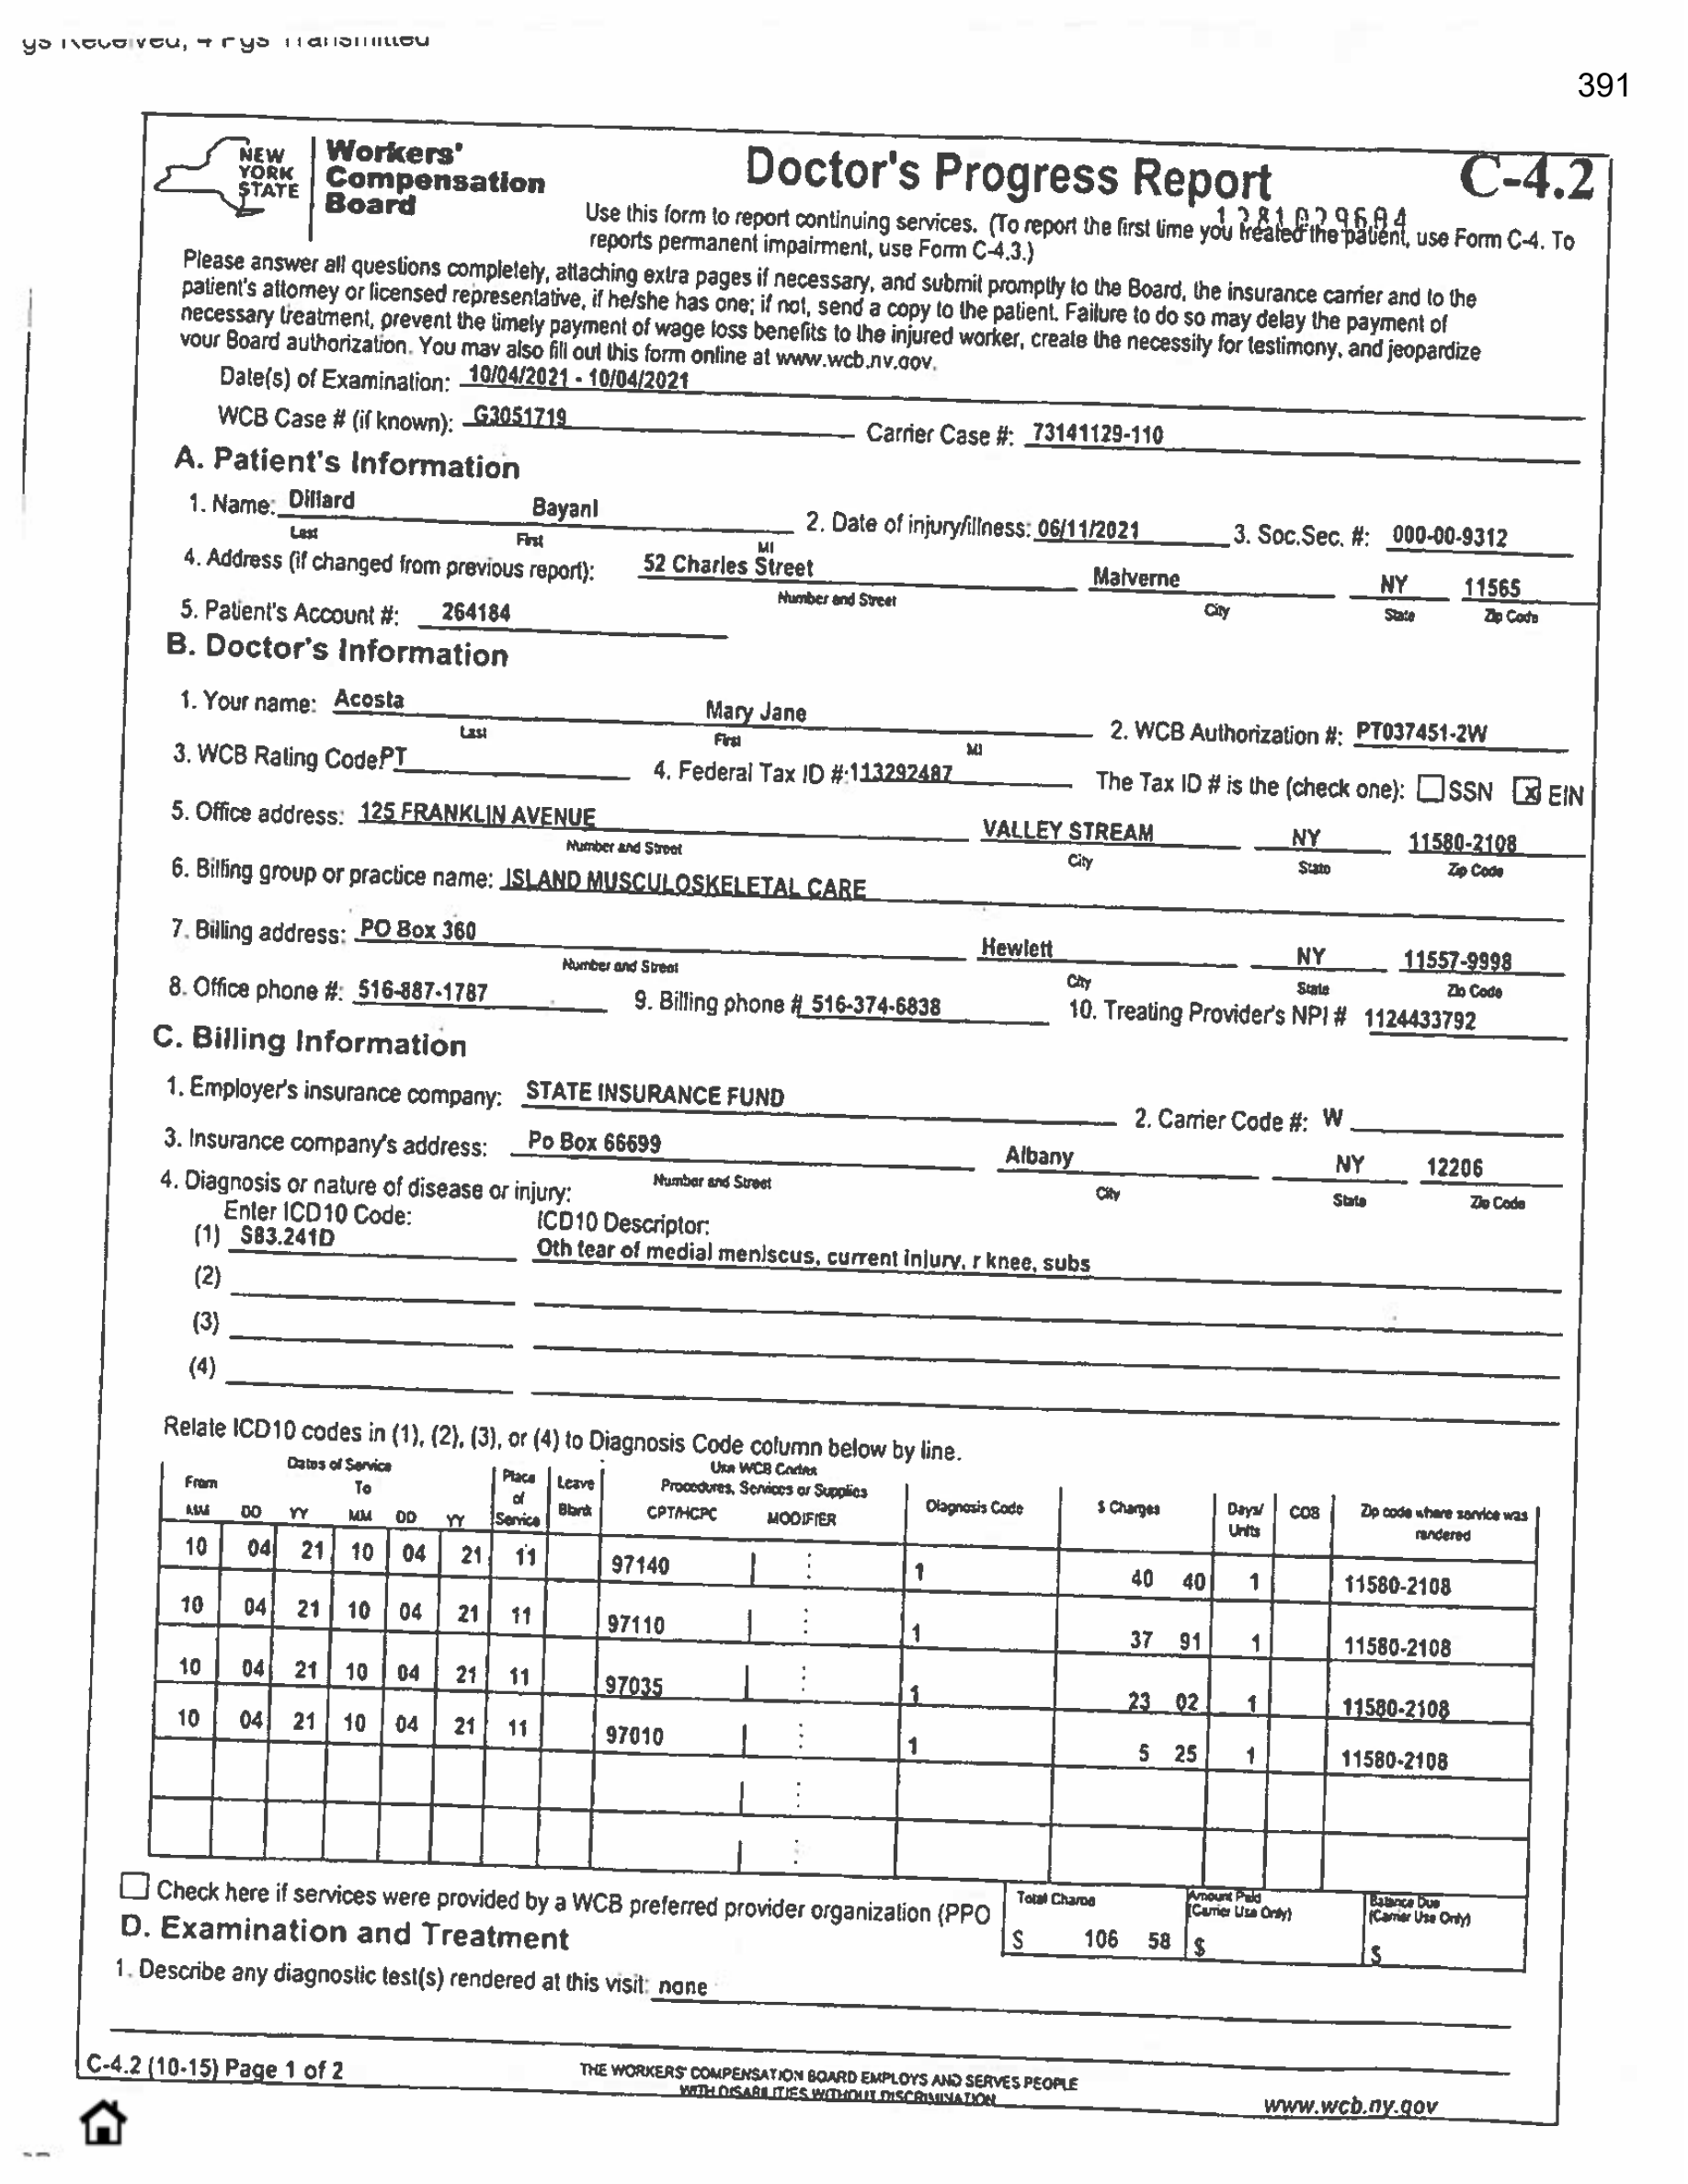 391
NEW YORK STATE
Workers' Compensation Board
Doctor's Progress Report
C-4.2
Use this form to report continuing services. (To report the first time you treated the patient, use Form C-4. To
reports permanent impairment, use Form C-4.3.)
Please answer all questions completely, attaching extra pages if necessary, and submit promptly to the Board, the insurance carrier and to the
patient's attorney or licensed representative, if he/she has one; if not, send a copy to the patient. Failure to do so may delay the payment of
necessary treatment, prevent the timely payment of wage loss benefits to the injured worker, create the necessity for testimony, and jeopardize
your Board authorization. You may also fill out this form online at www.wcb.ny.gov.
Date(s) of Examination: 10/04/2021 - 10/04/2021
WCB Case # (if known): G3051719 Carrier Case #: 73141129-110
A. Patient's Information
1. Name: Dillard Bayani 2. Date of injury/illness: 06/11/2021 3. Soc.Sec. #: 000-00-9312
Last First MI
4. Address (if changed from previous report): 52 Charles Street Malverne NY 11565
Number and Street City State Zip Code
5. Patient's Account #: 264184
B. Doctor's Information
1. Your name: Acosta Mary Jane 2. WCB Authorization #: PT037451-2W
Last First MI
3. WCB Rating Code PT 4. Federal Tax ID #: 113292487 The Tax ID # is the (check one): SSN x EIN
5. Office address: 125 FRANKLIN AVENUE VALLEY STREAM NY 11580-2108
Number and Street City State Zip Code
6. Billing group or practice name: ISLAND MUSCULOSKELETAL CARE
7. Billing address: PO Box 360 Hewlett NY 11557-9998
Number and Street City State Zip Code
8. Office phone #: 516-887-1787 9. Billing phone # 516-374-6838 10. Treating Provider's NPI # 1124433792
C. Billing Information
1. Employer's insurance company: STATE INSURANCE FUND 2. Carrier Code #: W
3. Insurance company's address: Po Box 66699 Albany NY 12206
Number and Street City State Zip Code
4. Diagnosis or nature of disease or injury:
Enter ICD10 Code: ICD10 Descriptor:
(1) S83.241D Oth tear of medial meniscus, current injury, r knee, subs
(2)
(3)
(4)
Relate ICD10 codes in (1), (2), (3), or (4) to Diagnosis Code column below by line.
Dates of Service Place of Service Leave Blank Use WCB Codes
From To Procedures, Services or Supplies Diagnosis Code $ Charges Days/ Units COB Zip code where service was rendered
MM DD YY MM DD YY CPT/HCPC MODIFIER
10 04 21 10 04 21 11 97140 1 40 40 1 11580-2108
10 04 21 10 04 21 11 97110 1 37 91 1 11580-2108
10 04 21 10 04 21 11 97035 1 23 02 1 11580-2108
10 04 21 10 04 21 11 97010 1 5 25 1 11580-2108
Check here if services were provided by a WCB preferred provider organization (PPO
Total Charge Amount Paid (Carrier Use Only) Balance Due (Carrier Use Only)
$ 106 58 $ $
D. Examination and Treatment
1. Describe any diagnostic test(s) rendered at this visit: none
C-4.2 (10-15) Page 1 of 2
THE WORKERS' COMPENSATION BOARD EMPLOYS AND SERVES PEOPLE
WITH DISABILITIES WITHOUT DISCRIMINATION
www.wcb.ny.gov